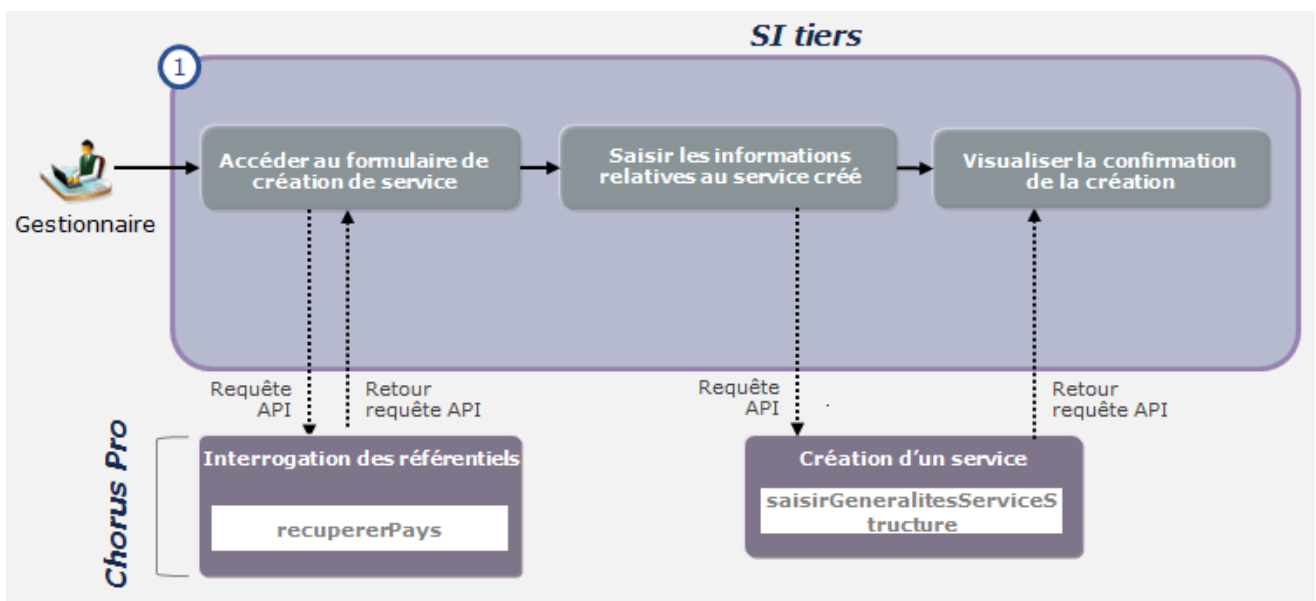 SI tiers
1
Accéder au formulaire de
création de service
Saisir les informations
relatives au service créé
Visualiser la confirmation
de la création
Gestionnaire
Requête
API
Retour
requête API
Requête
API
Retour
requête API
Chorus Pro
Interrogation des référentiels
recupererPays
Création d'un service
saisirGeneralitesServiceS
tructure